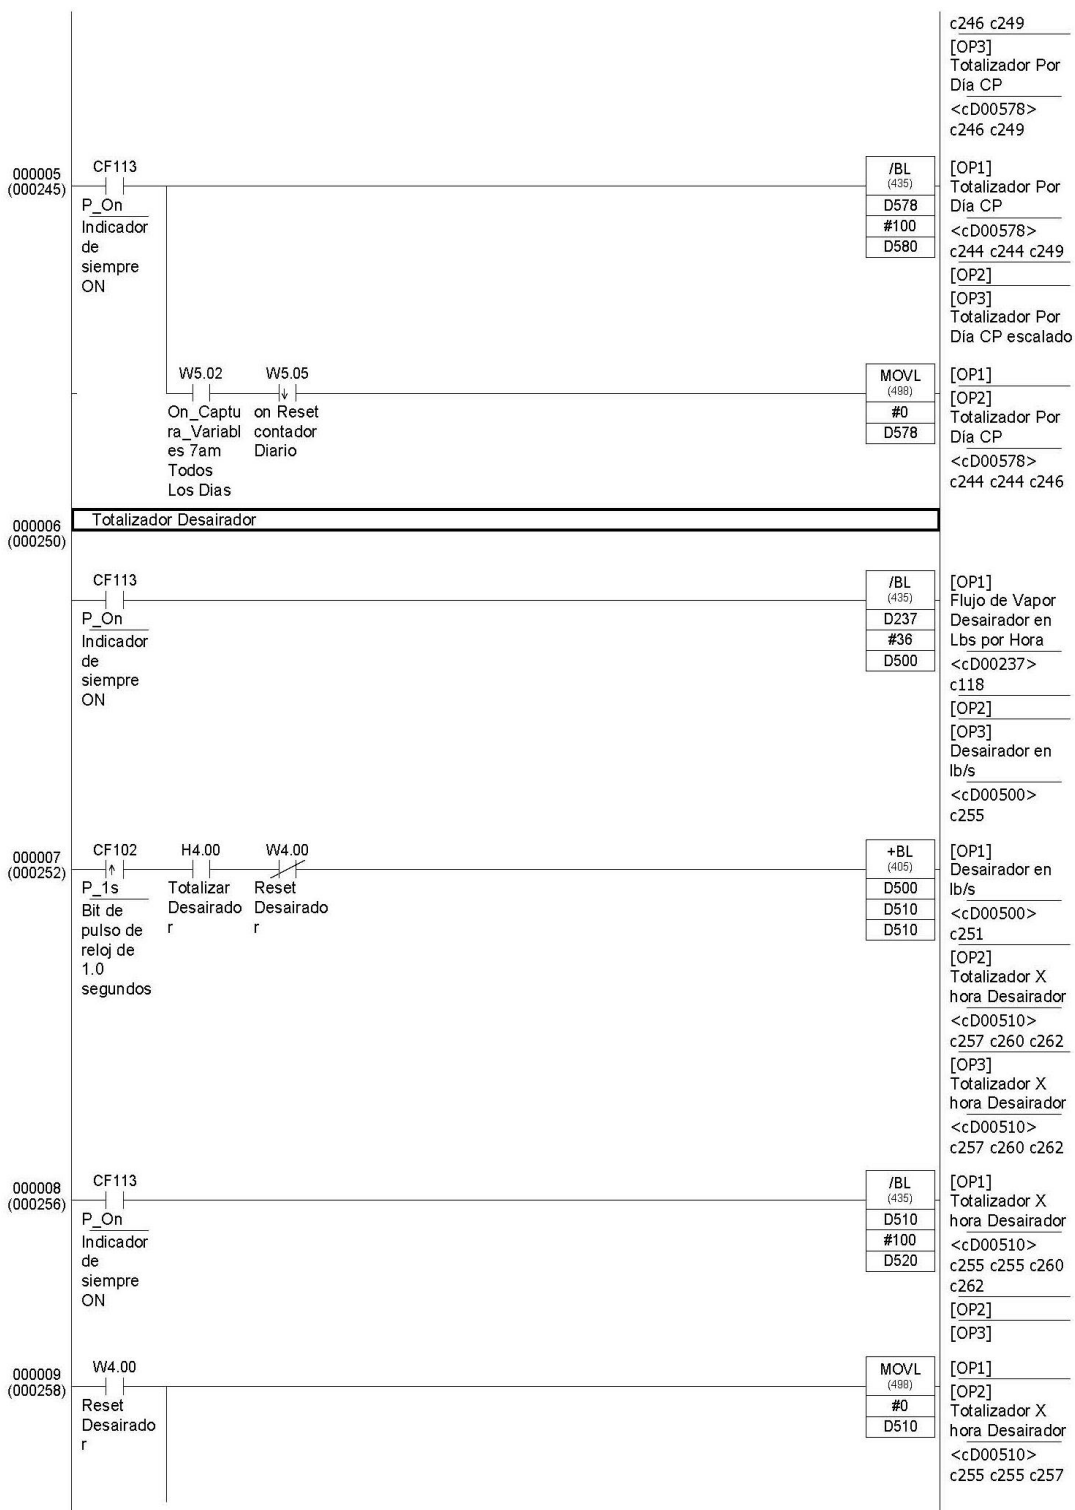 c246 c249
[OP3]
Totalizador Por
Día CP
<cD00578>
c246 c249
000005
(000245)
CF113
P_On
Indicador
de
siempre
ON
/BL
(435)
D578
#100
D580
[OP1]
Totalizador Por
Día CP
<cD00578>
c244 c244 c249
[OP2]
[OP3]
Totalizador Por
Día CP escalado
W5.02
On_Captu
ra_Variabl
es 7am
Todos
Los Dias
W5.05
on Reset
contador
Diario
MOVL
(498)
#0
D578
[OP1]
[OP2]
Totalizador Por
Día CP
<cD00578>
c244 c244 c246
000006
(000250)
Totalizador Desairador
CF113
P_On
Indicador
de
siempre
ON
/BL
(435)
D237
#36
D500
[OP1]
Flujo de Vapor
Desairador en
Lbs por Hora
<cD00237>
c118
[OP2]
[OP3]
Desairador en
lb/s
<cD00500>
c255
000007
(000252)
CF102
P_1s
Bit de
pulso de
reloj de
1.0
segundos
H4.00
Totalizar
Desairado
r
W4.00
Reset
Desairado
r
+BL
(405)
D500
D510
D510
[OP1]
Desairador en
lb/s
<cD00500>
c251
[OP2]
Totalizador X
hora Desairador
<cD00510>
c257 c260 c262
[OP3]
Totalizador X
hora Desairador
<cD00510>
c257 c260 c262
000008
(000256)
CF113
P_On
Indicador
de
siempre
ON
/BL
(435)
D510
#100
D520
[OP1]
Totalizador X
hora Desairador
<cD00510>
c255 c255 c260
c262
[OP2]
[OP3]
000009
(000258)
W4.00
Reset
Desairado
r
MOVL
(498)
#0
D510
[OP1]
[OP2]
Totalizador X
hora Desairador
<cD00510>
c255 c255 c257